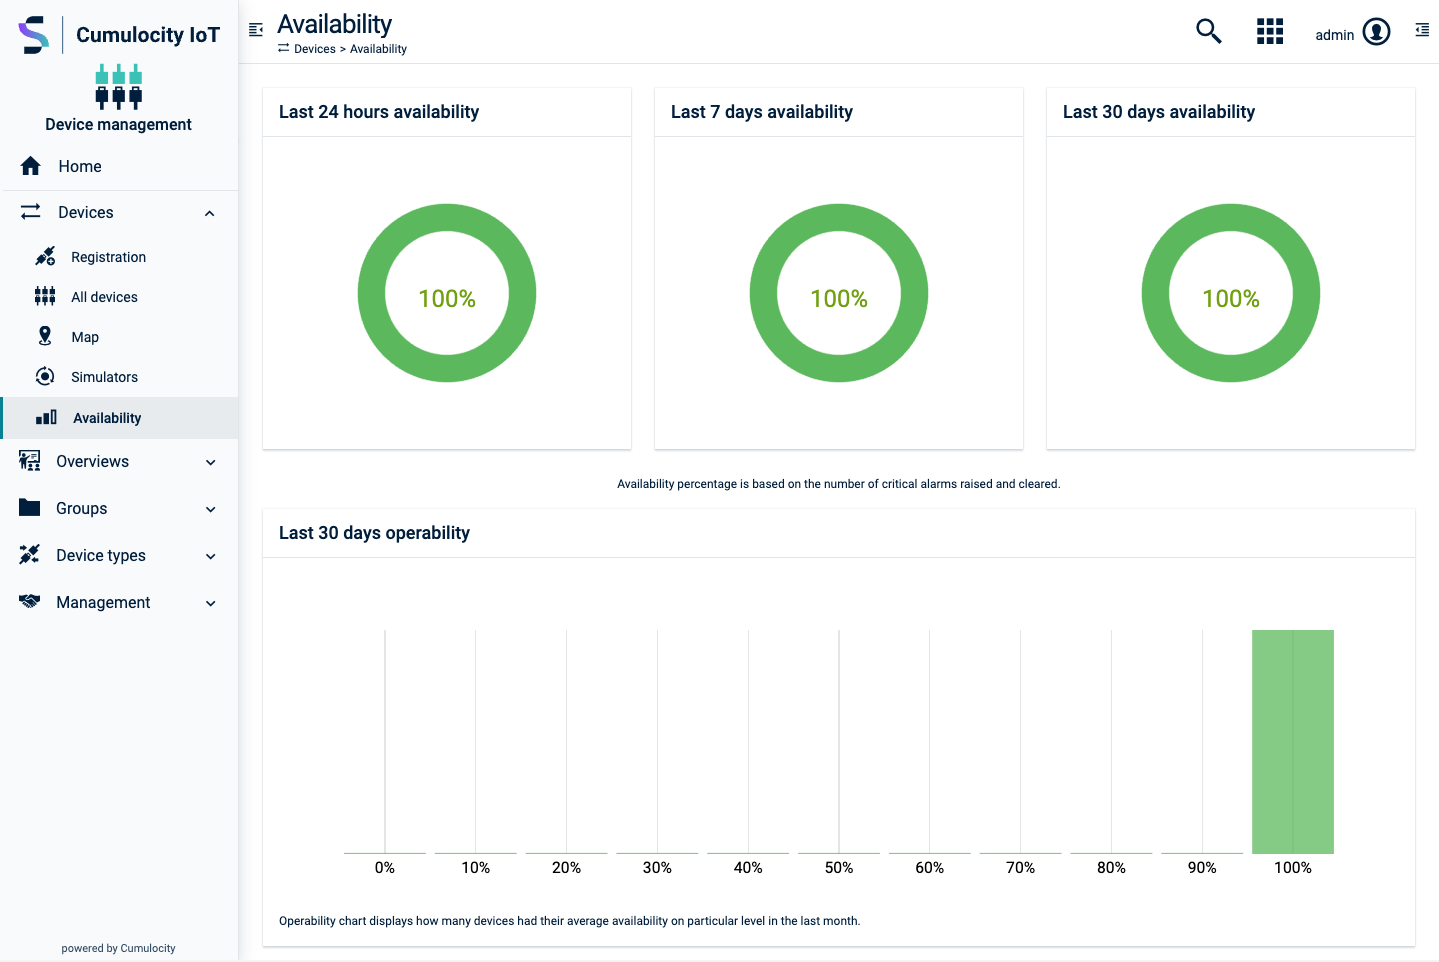 Cumulocity IoT
Device management
Home
Devices
Registration
All devices
Map
Simulators
Availability
Overviews
Groups
Device types
Management
powered by Cumulocity
Availability
Devices > Availability
admin
Last 24 hours availability
100%
Last 7 days availability
100%
Last 30 days availability
100%
Availability percentage is based on the number of critical alarms raised and cleared.
Last 30 days operability
0% 10% 20% 30% 40% 50% 60% 70% 80% 90% 100%
Operability chart displays how many devices had their average availability on particular level in the last month.